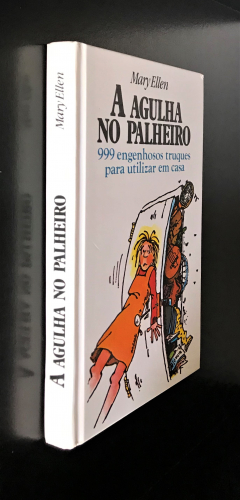 Mary Ellen
A AGULHA
NO PALHEIRO
999 engenhosos truques
para utilizar em casa
Mary Ellen
A AGULHA NO PALHEIRO